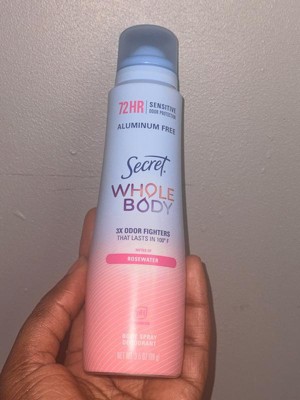 72HR | SENSITIVE
ODOR PROTECTION
ALUMINUM FREE
Secret
WHOLE
BODY
3X ODOR FIGHTERS
THAT LASTS IN 100° F
ROSEWATER
BODY SPRAY
DEODORANT